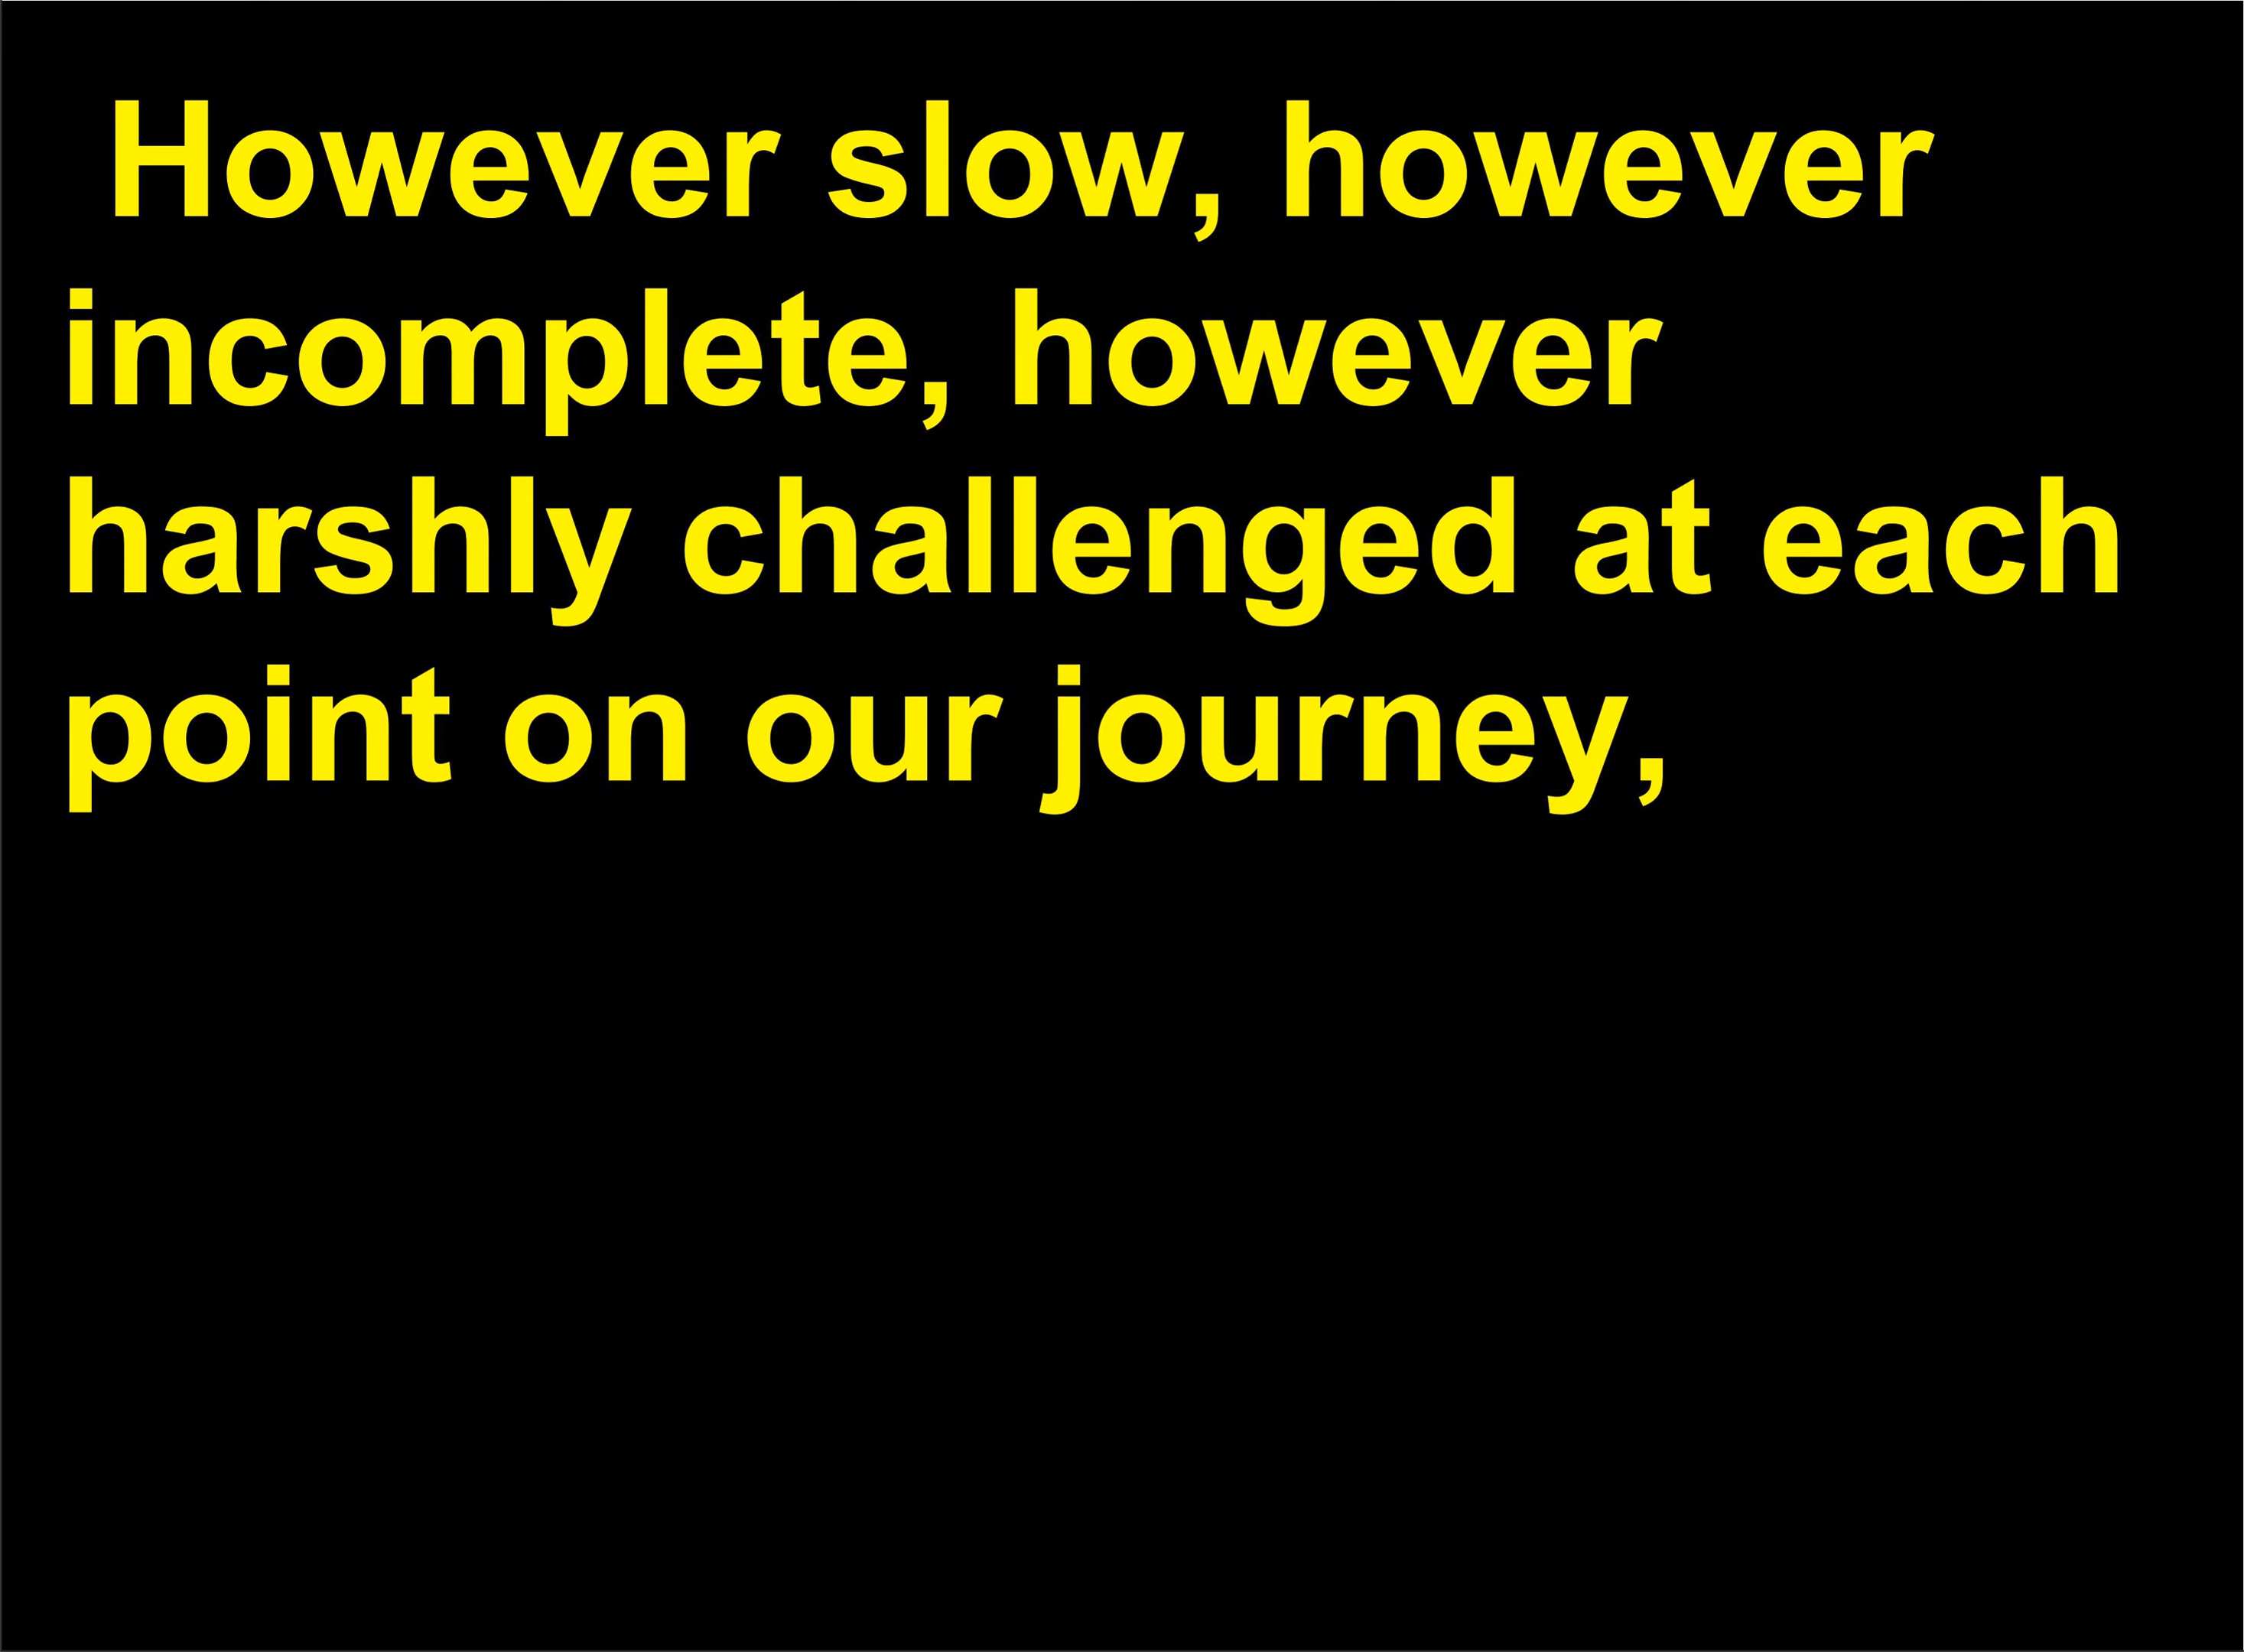 However slow, however
incomplete, however
harshly challenged at each
point on our journey,